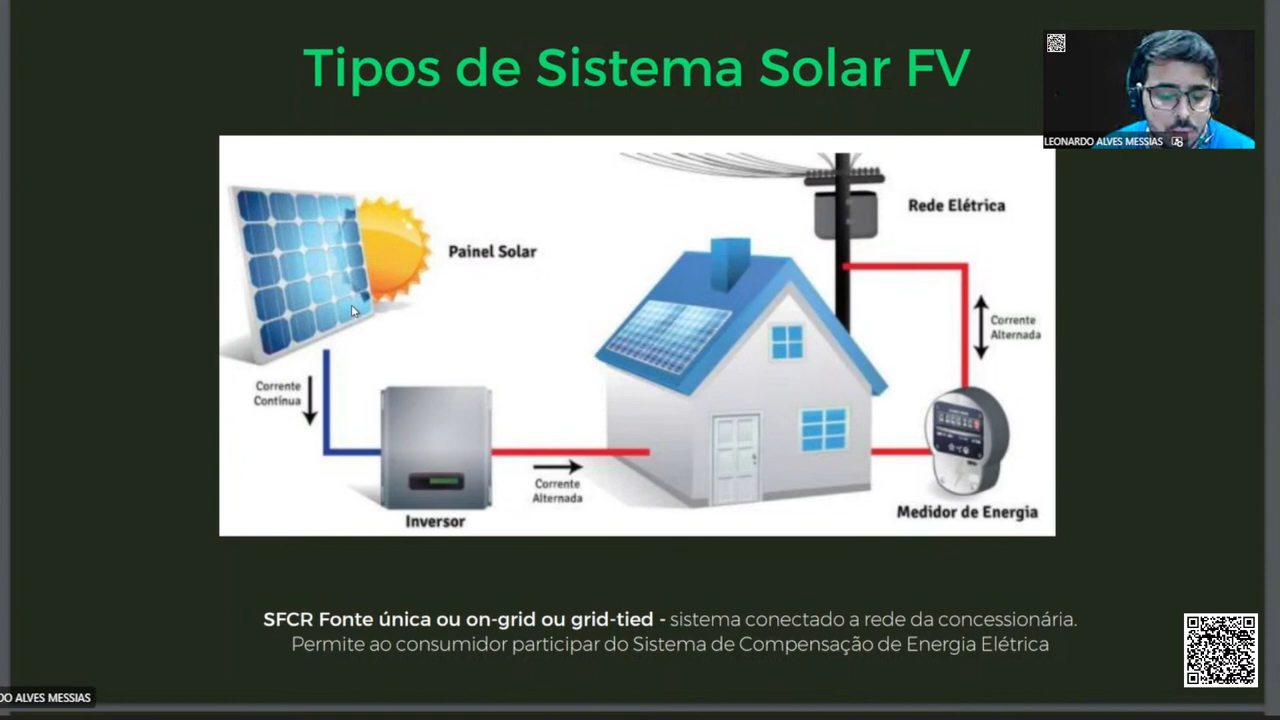 Tipos de Sistema Solar FV
LEONARDO ALVES MESSIAS
Rede Elétrica
Painel Solar
Corrente
Alternada
Corrente
Contínua
Corrente
Alternada
Inversor
Medidor de Energia
SFCR Fonte única ou on-grid ou grid-tied - sistema conectado a rede da concessionária.
Permite ao consumidor participar do Sistema de Compensação de Energia Elétrica
DO ALVES MESSIAS